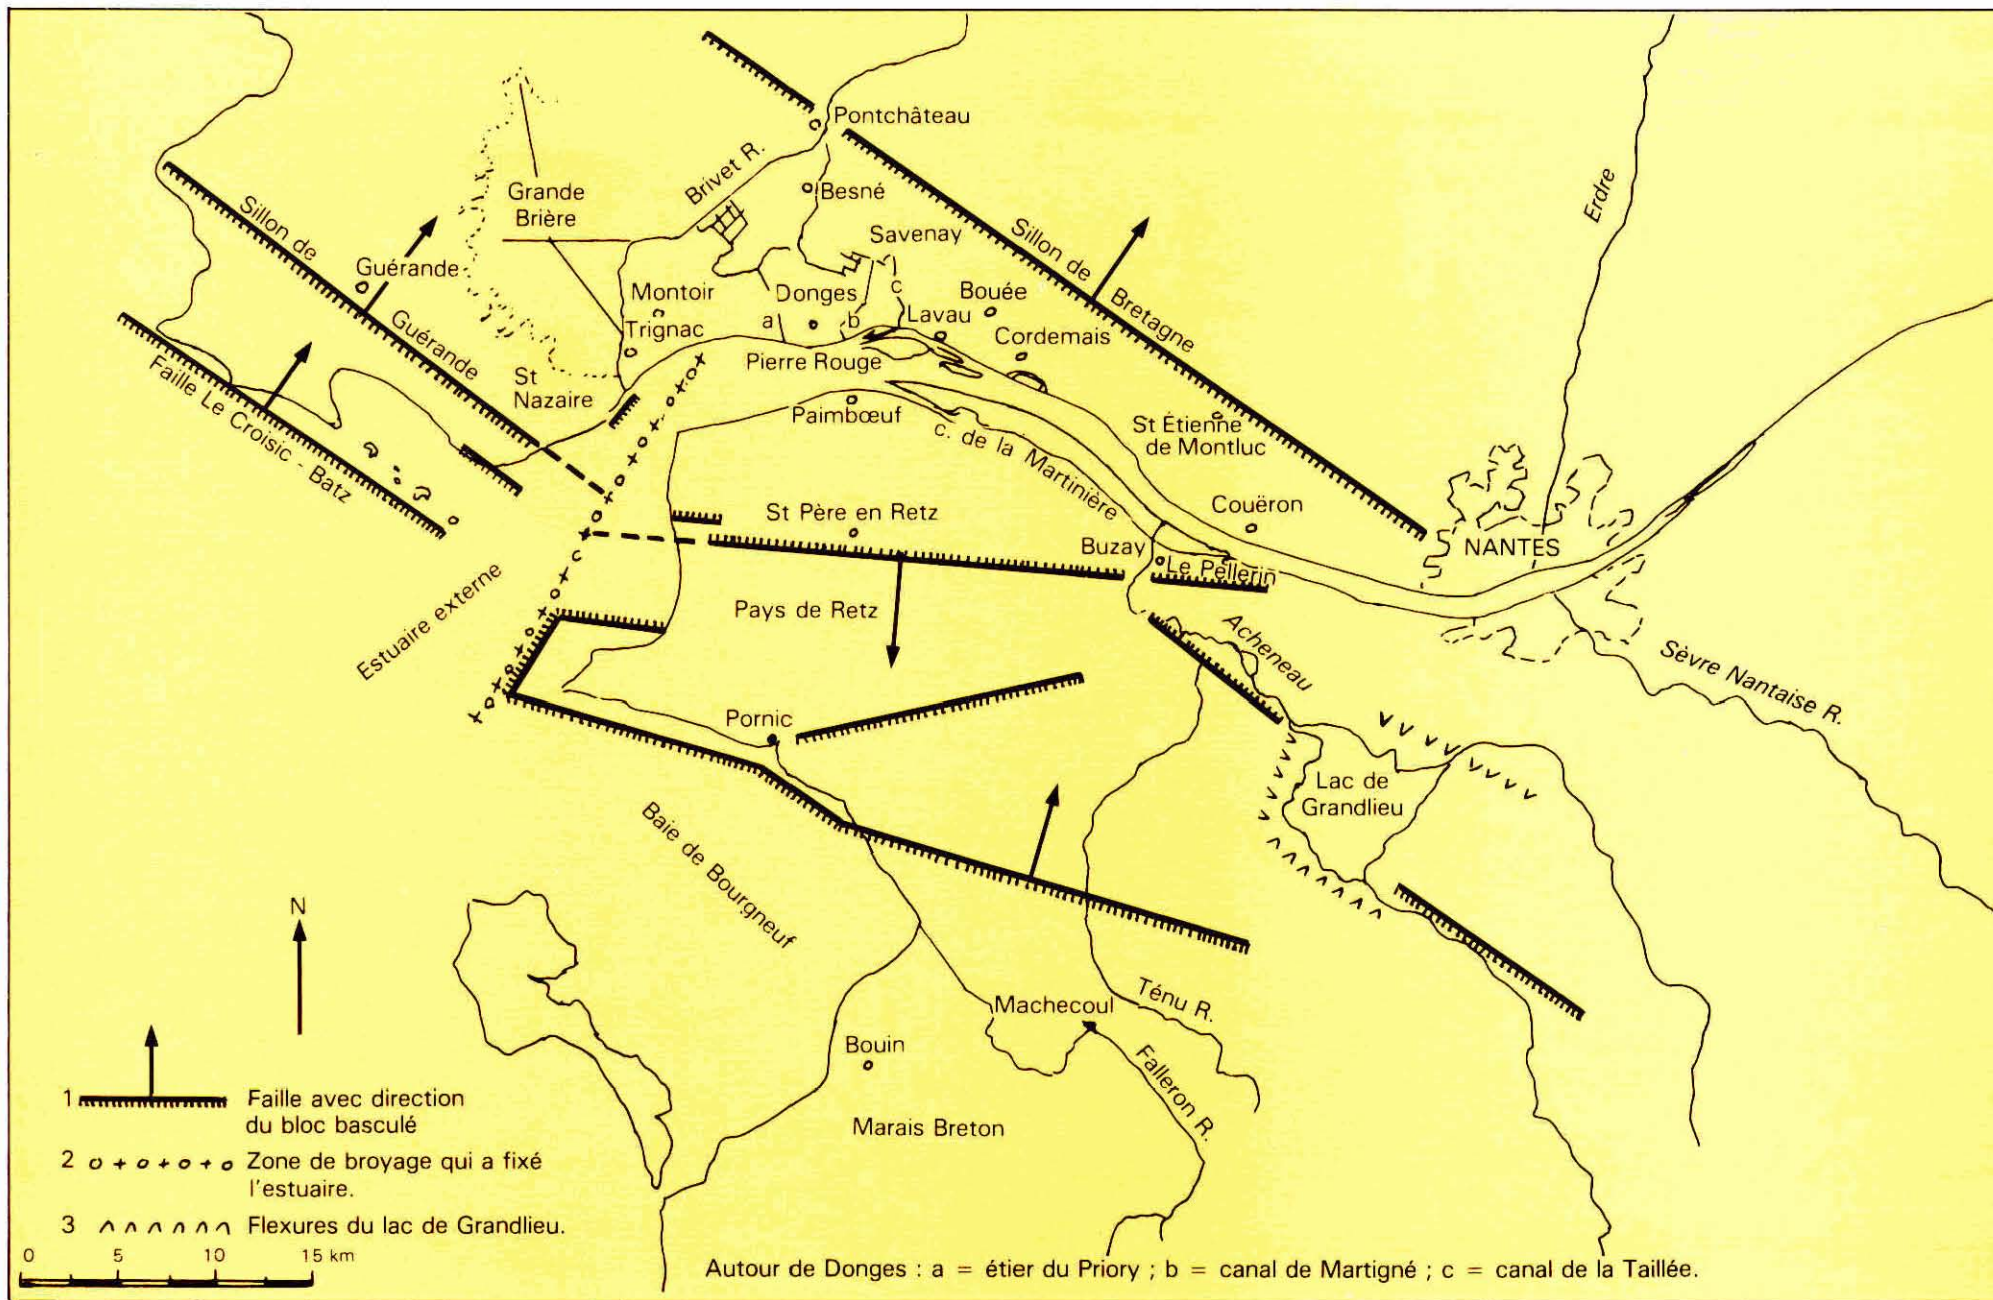 Pontchâteau
Brivet R.
Besné
Grande
Brière
Savenay
Erdre
Sillon de
Guérande
Sillon de
Bretagne
Guérande
Montoir
Donges
c
Bouée
Lavau
Trignac
a
b
Cordemais
Pierre Rouge
St
Nazaire
Faille Le Croisic - Batz
Paimbœuf
c. de la Martinière
St Étienne
de Montluc
St Père en Retz
Couëron
Buzay
NANTES
Le Pellerin
Estuaire externe
Pays de Retz
Acheneau
Sèvre Nantaise R.
Pornic
Lac de
Grandlieu
Baie de Bourgneuf
N
Machecoul
Ténu R.
Bouin
Falleron R.
Marais Breton
1 Faille avec direction
du bloc basculé
2 Zone de broyage qui a fixé
l'estuaire.
3 Flexures du lac de Grandlieu.
0 5 10 15 km
Autour de Donges : a = étier du Priory ; b = canal de Martigné ; c = canal de la Taillée.